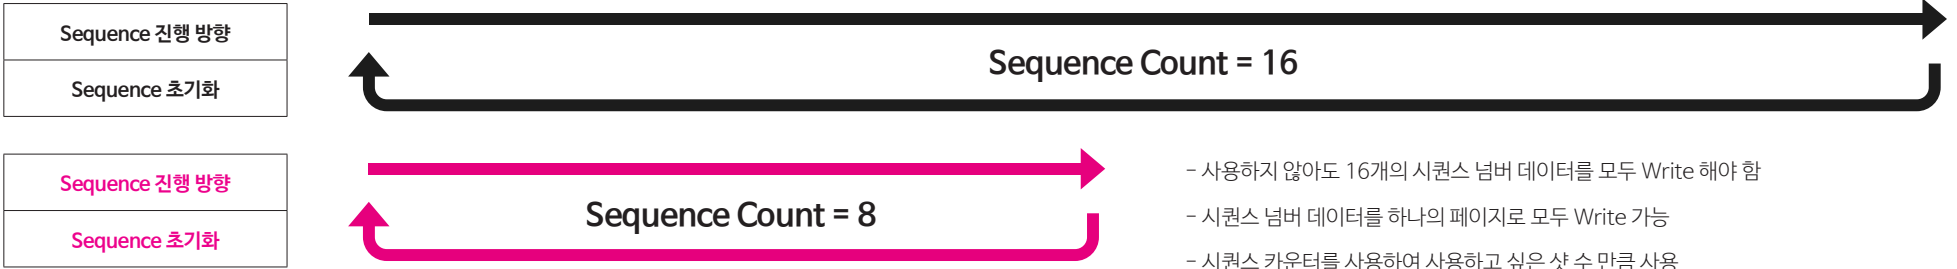 Sequence 진행 방향
Sequence 초기화
Sequence Count = 16
Sequence 진행 방향
Sequence 초기화
Sequence Count = 8
- 사용하지 않아도 16개의 시퀀스 넘버 데이터를 모두 Write 해야 함
- 시퀀스 넘버 데이터를 하나의 페이지로 모두 Write 가능
- 시퀀스 카운터를 사용하여 사용하고 싶은 샷 수 만큼 사용